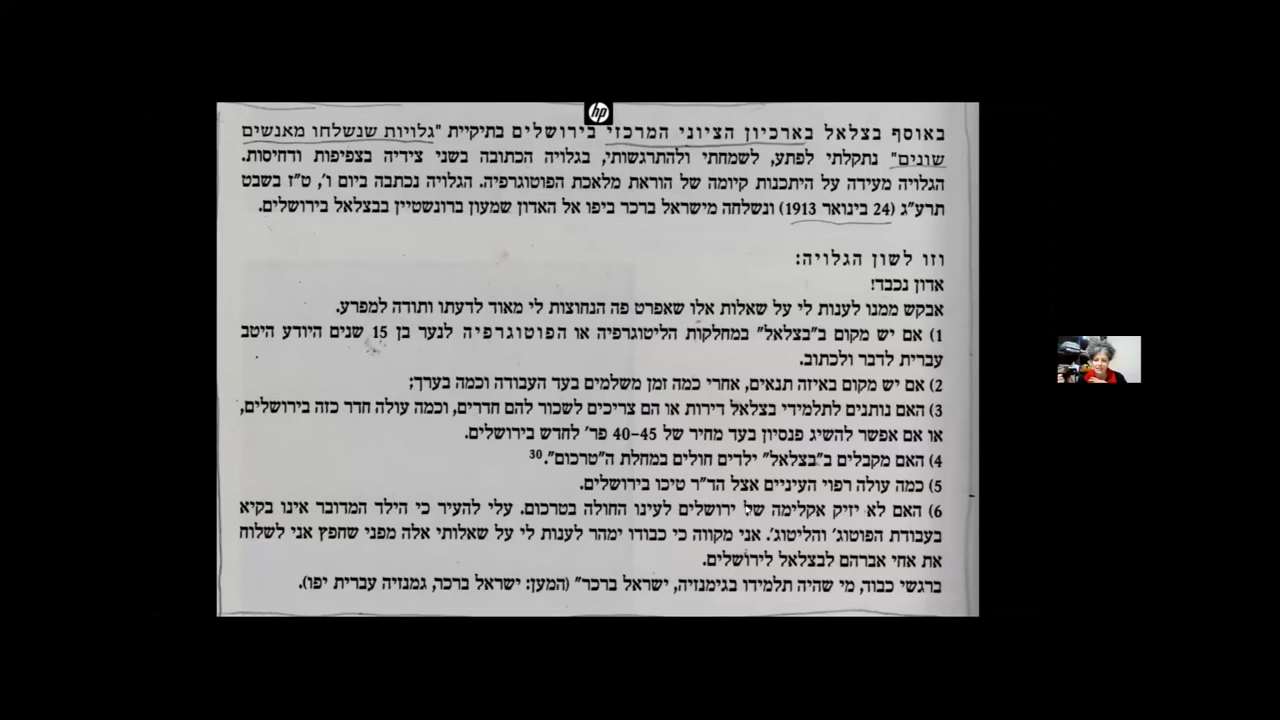 hp
באוסף בצלאל בארכיון הציוני המרכזי בירושלים בתיקיית "גלויות שנשלחו מאנשים
שונים" נתקלתי לפתע, לשמחתי ולהתרגשותי, בגלויה הכתובה בשני צידיה בצפיפות ודחיסות.
הגלויה מעידה על היתכנות קיומה של הוראת מלאכת הפוטוגרפיה. הגלויה נכתבה ביום ו', ט"ז בשבט
תרע"ג (24 בינואר 1913) ונשלחה מישראל ברכר ביפו אל האדון שמעון ברונשטיין בבצלאל בירושלים.
וזו לשון הגלויה:
אדון נכבד!
אבקש ממנו לענות לי על שאלות אלו שאפרט פה הנחוצות לי מאוד לדעתו ותודה למפרע.
1) אם יש מקום ב"בצלאל" במחלקות הליטוגרפיה או הפוטוגרפיה לנער בן 15 שנים היודע היטב
עברית לדבר ולכתוב.
2) אם יש מקום באיזה תנאים, אחרי כמה זמן משלמים בעד העבודה וכמה בערך;
3) האם נותנים לתלמידי בצלאל דירות או הם צריכים לשכור להם חדרים, וכמה עולה חדר כזה בירושלים,
או אם אפשר להשיג פנסיון בעד מחיר של 40–45 פר' לחדש בירושלים.
4) האם מקבלים ב"בצלאל" ילדים חולים במחלת ה"טרכום".30
5) כמה עולה רפוי העיניים אצל הד"ר טיכו בירושלים.
6) האם לא יזיק אקלימה של ירושלים לעינו החולה בטרכום. עלי להעיר כי הילד המדובר אינו בקיא
בעבודת הפוטוג' והליטוג'. אני מקווה כי כבודו ימהר לענות לי על שאלותי אלה מפני שחפץ אני לשלוח
את אחי אברהם לבצלאל לירושלים.
ברגשי כבוד, מי שהיה תלמידו בגימנזיה, ישראל ברכר" (המען: ישראל ברכר, גמנזיה עברית יפו).